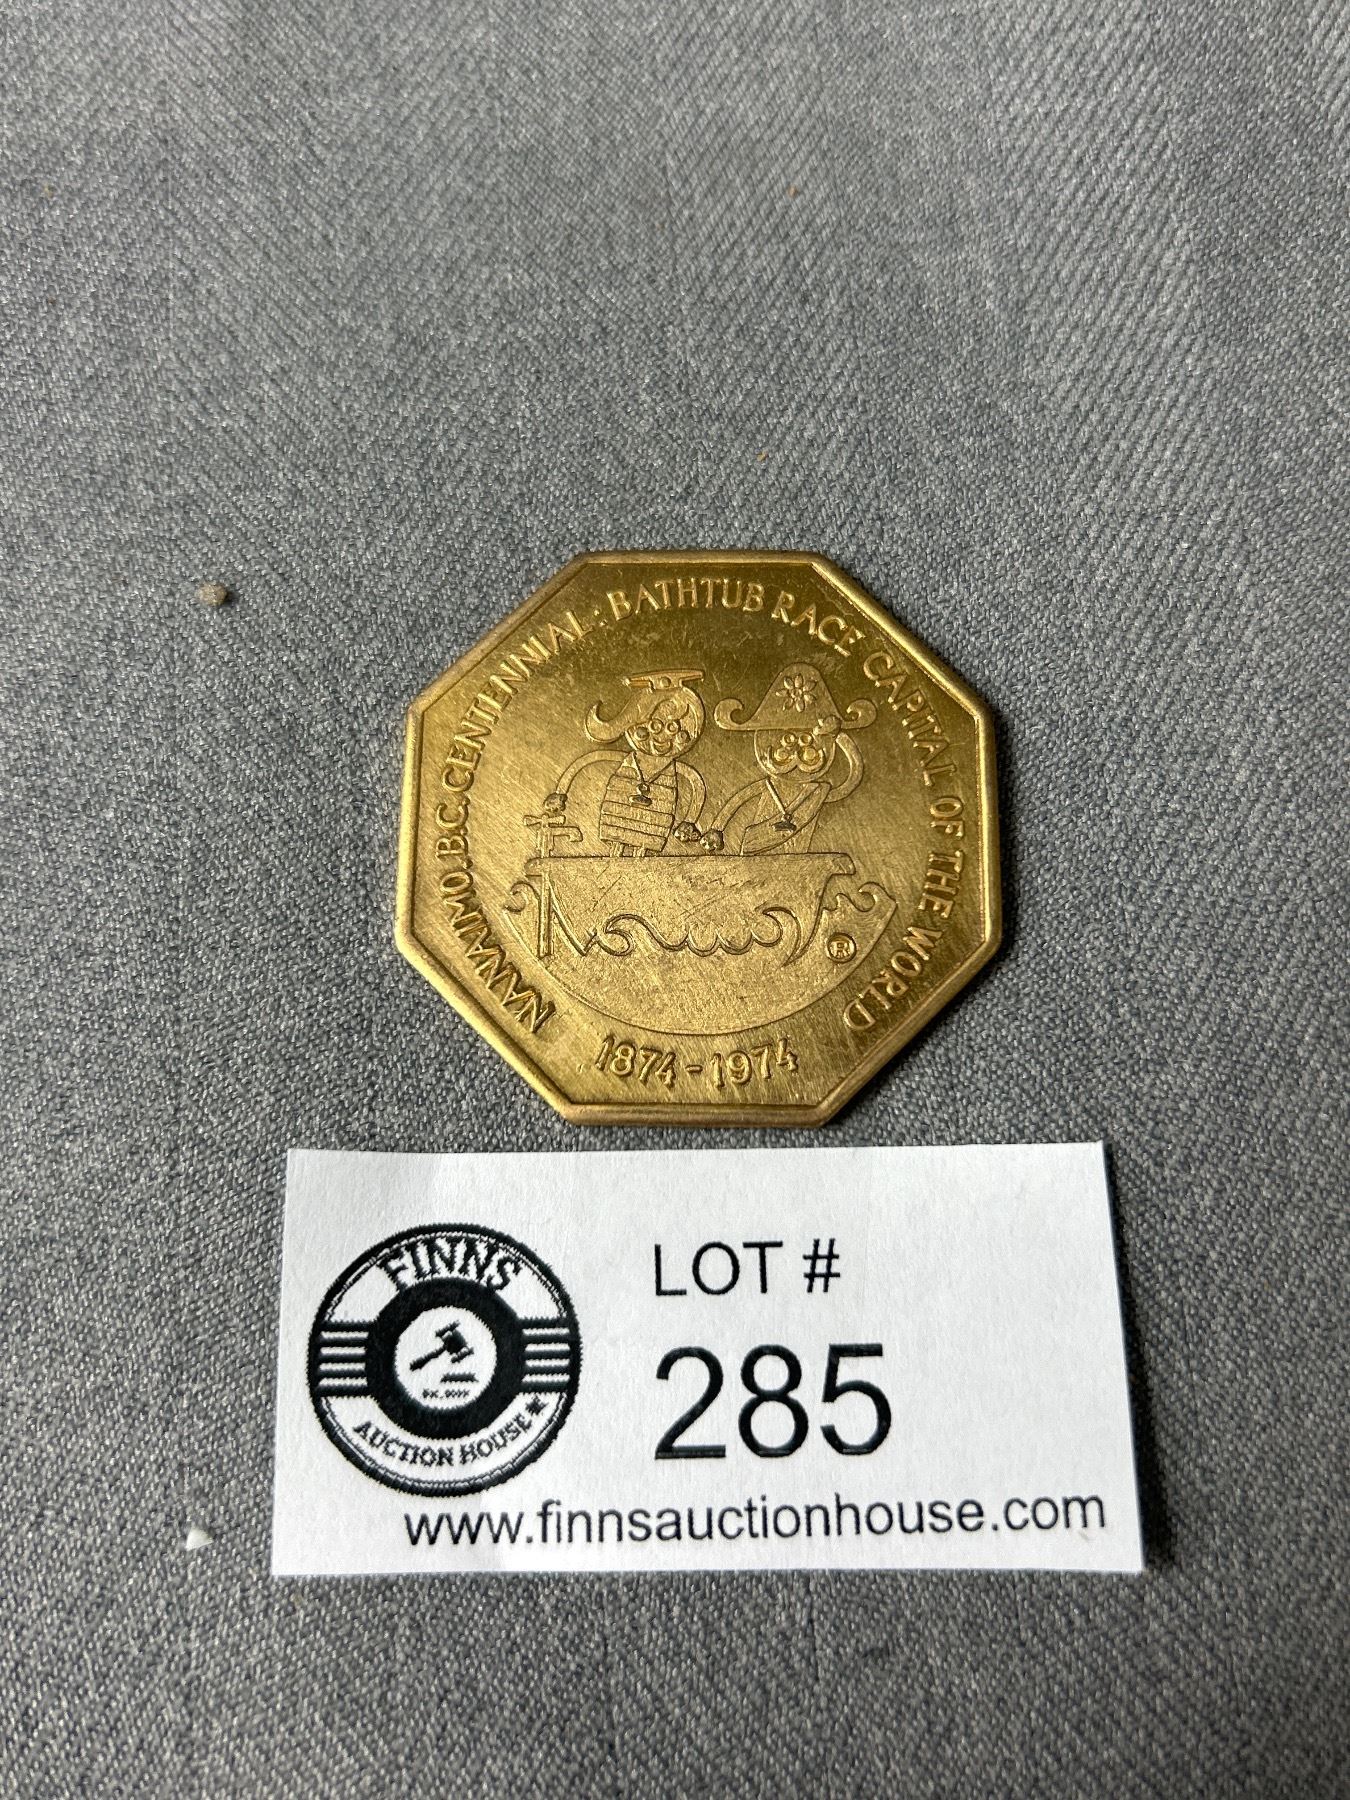 NANAIMO. B.C. CENTENNIAL: BATHTUB RACE CAPITAL OF THE WORLD
®
1874-1974
FINNS
AUCTION HOUSE
LOT #
285
www.finnsauctionhouse.com